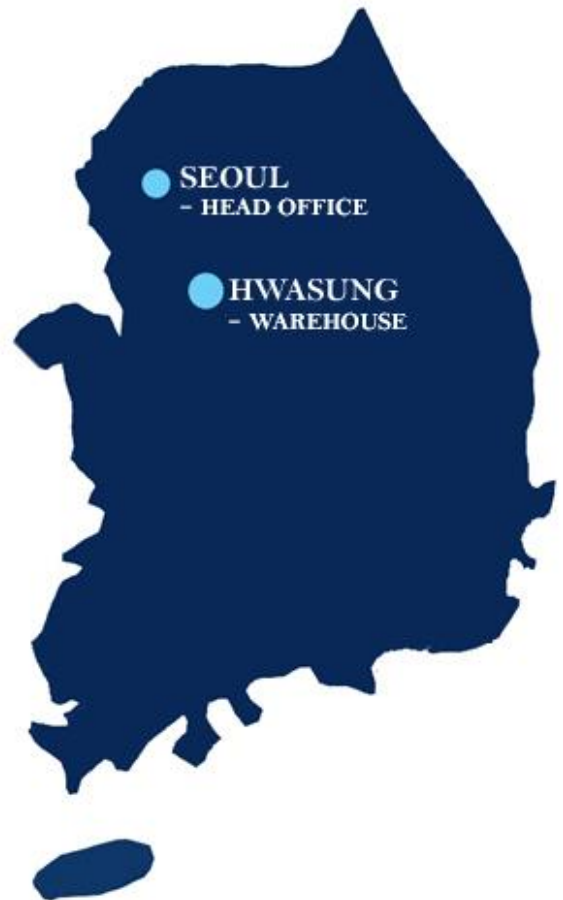 SEOUL
– HEAD OFFICE
HWASUNG
– WAREHOUSE